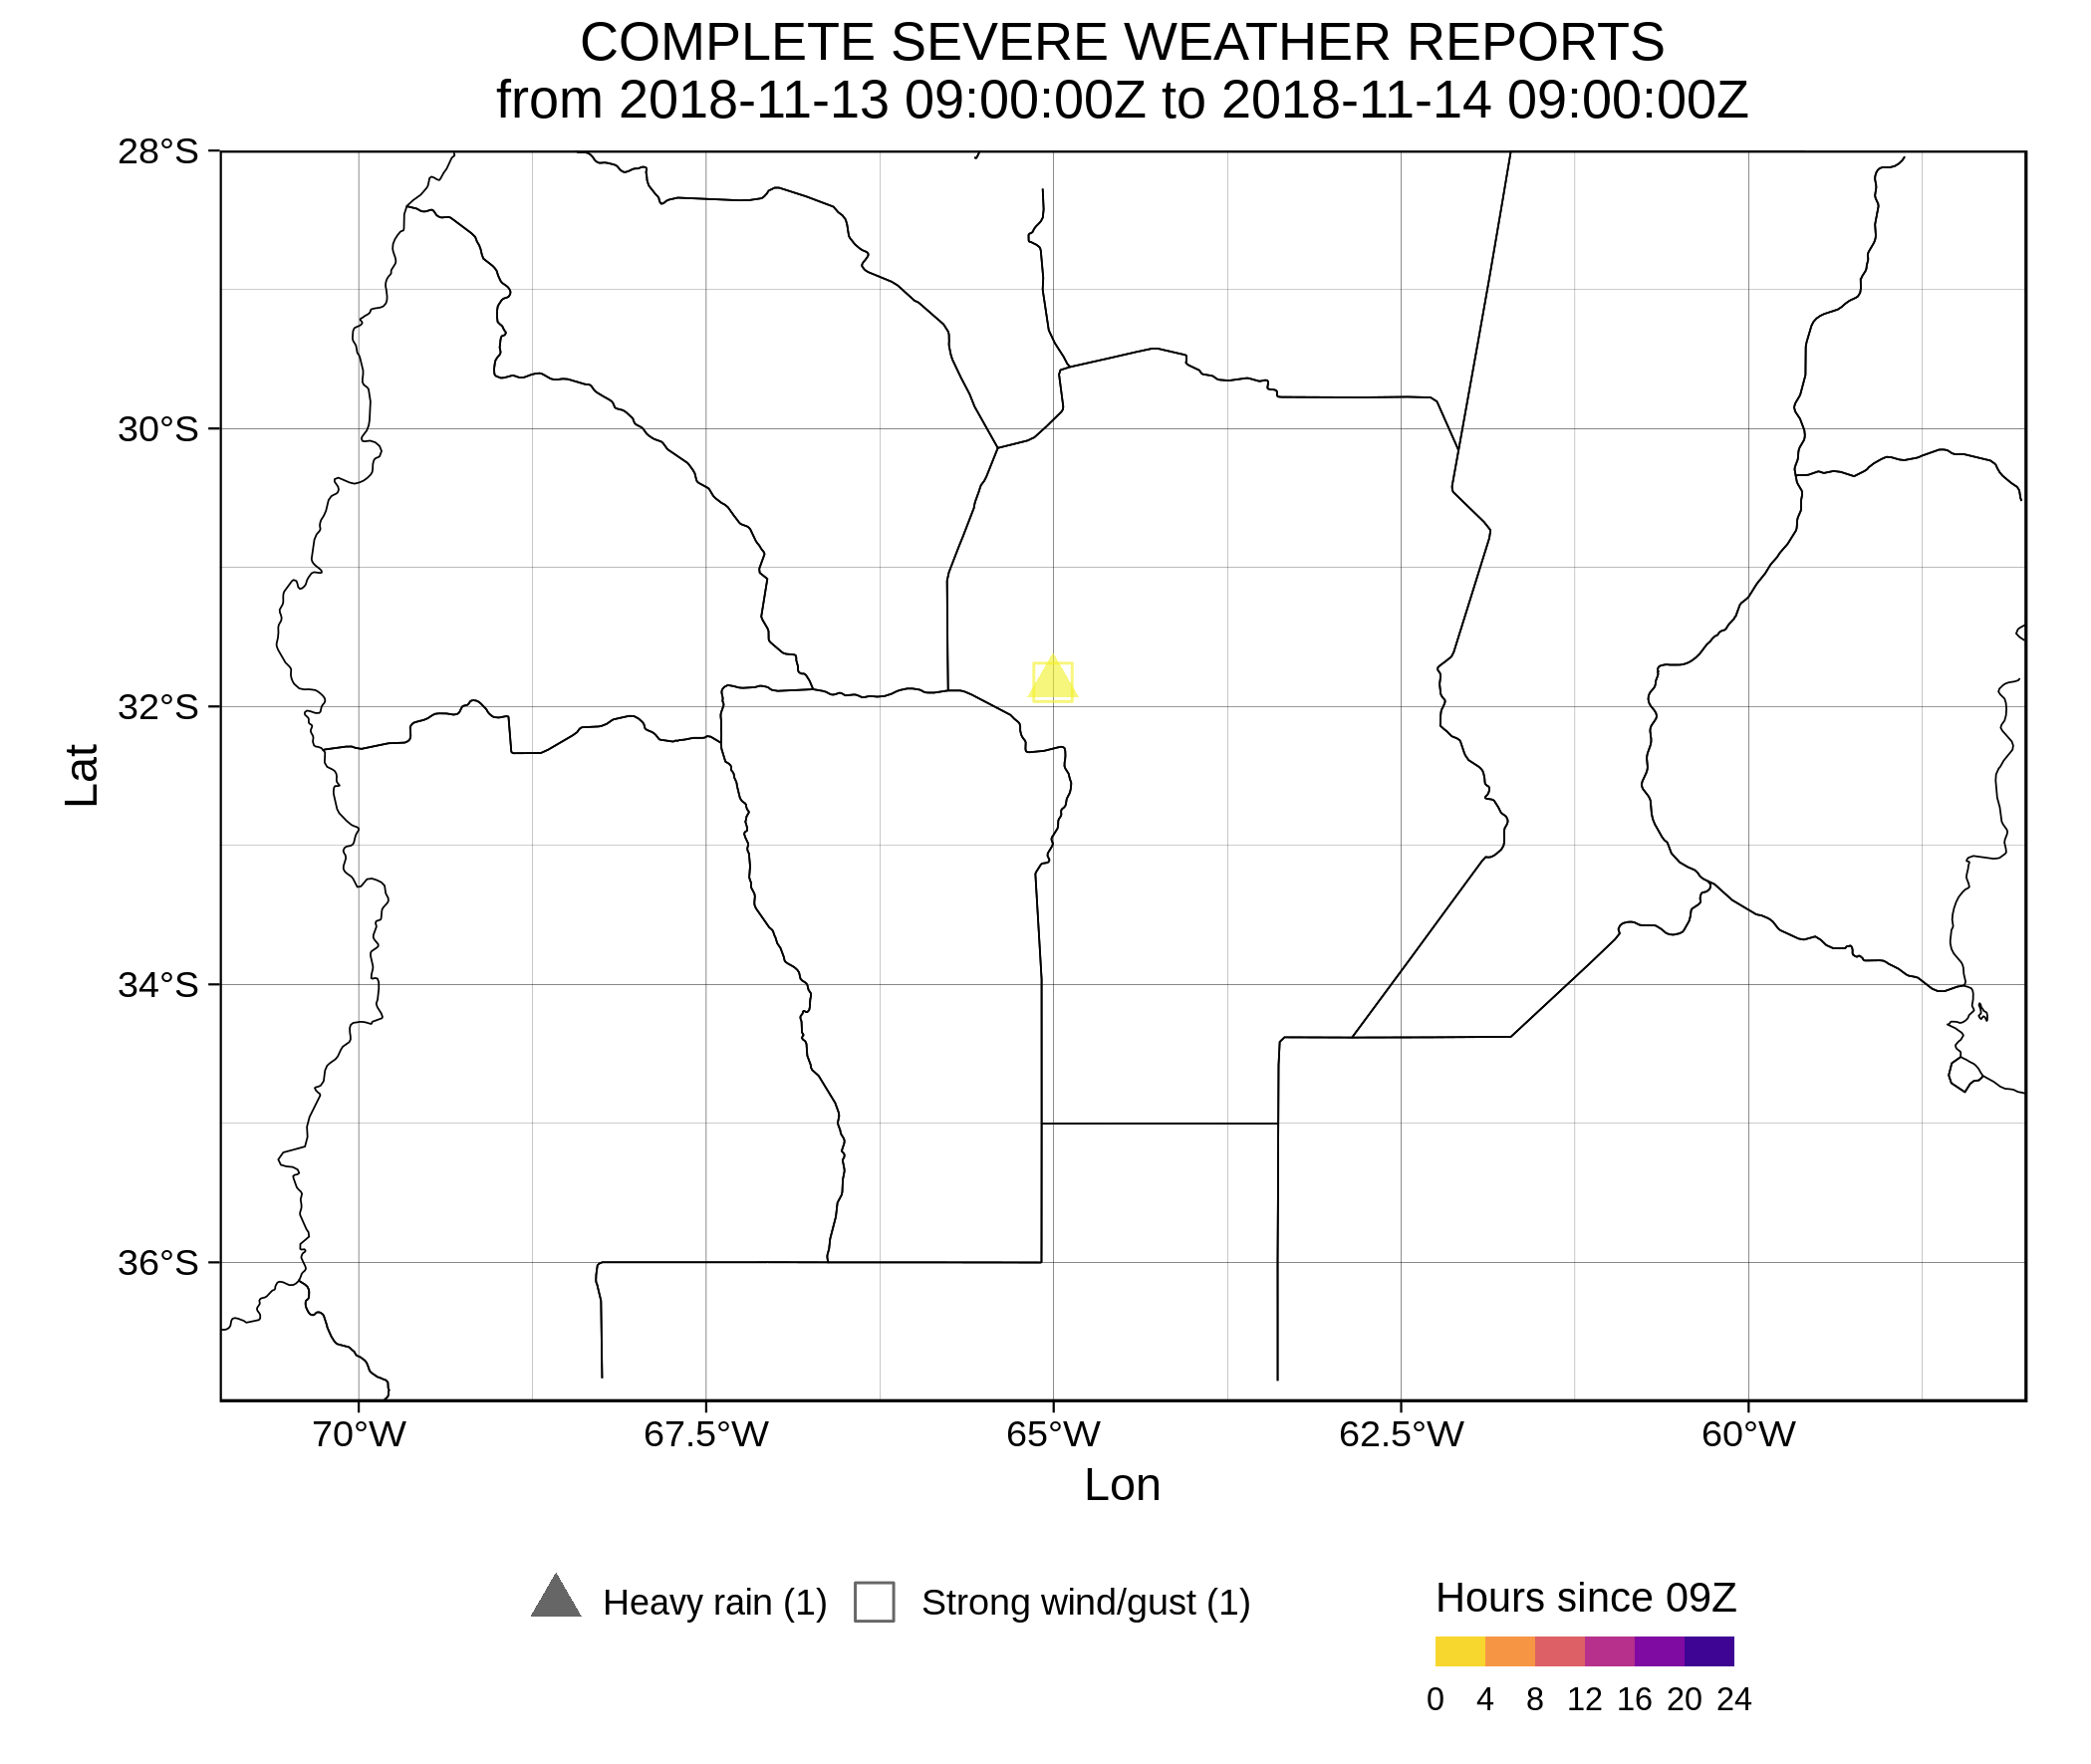 COMPLETE SEVERE WEATHER REPORTS
from 2018-11-13 09:00:00Z to 2018-11-14 09:00:00Z
28°S
30°S
32°S
34°S
36°S
Lat
70°W 67.5°W 65°W 62.5°W 60°W
Lon
Heavy rain (1) Strong wind/gust (1)
Hours since 09Z
0 4 8 12 16 20 24